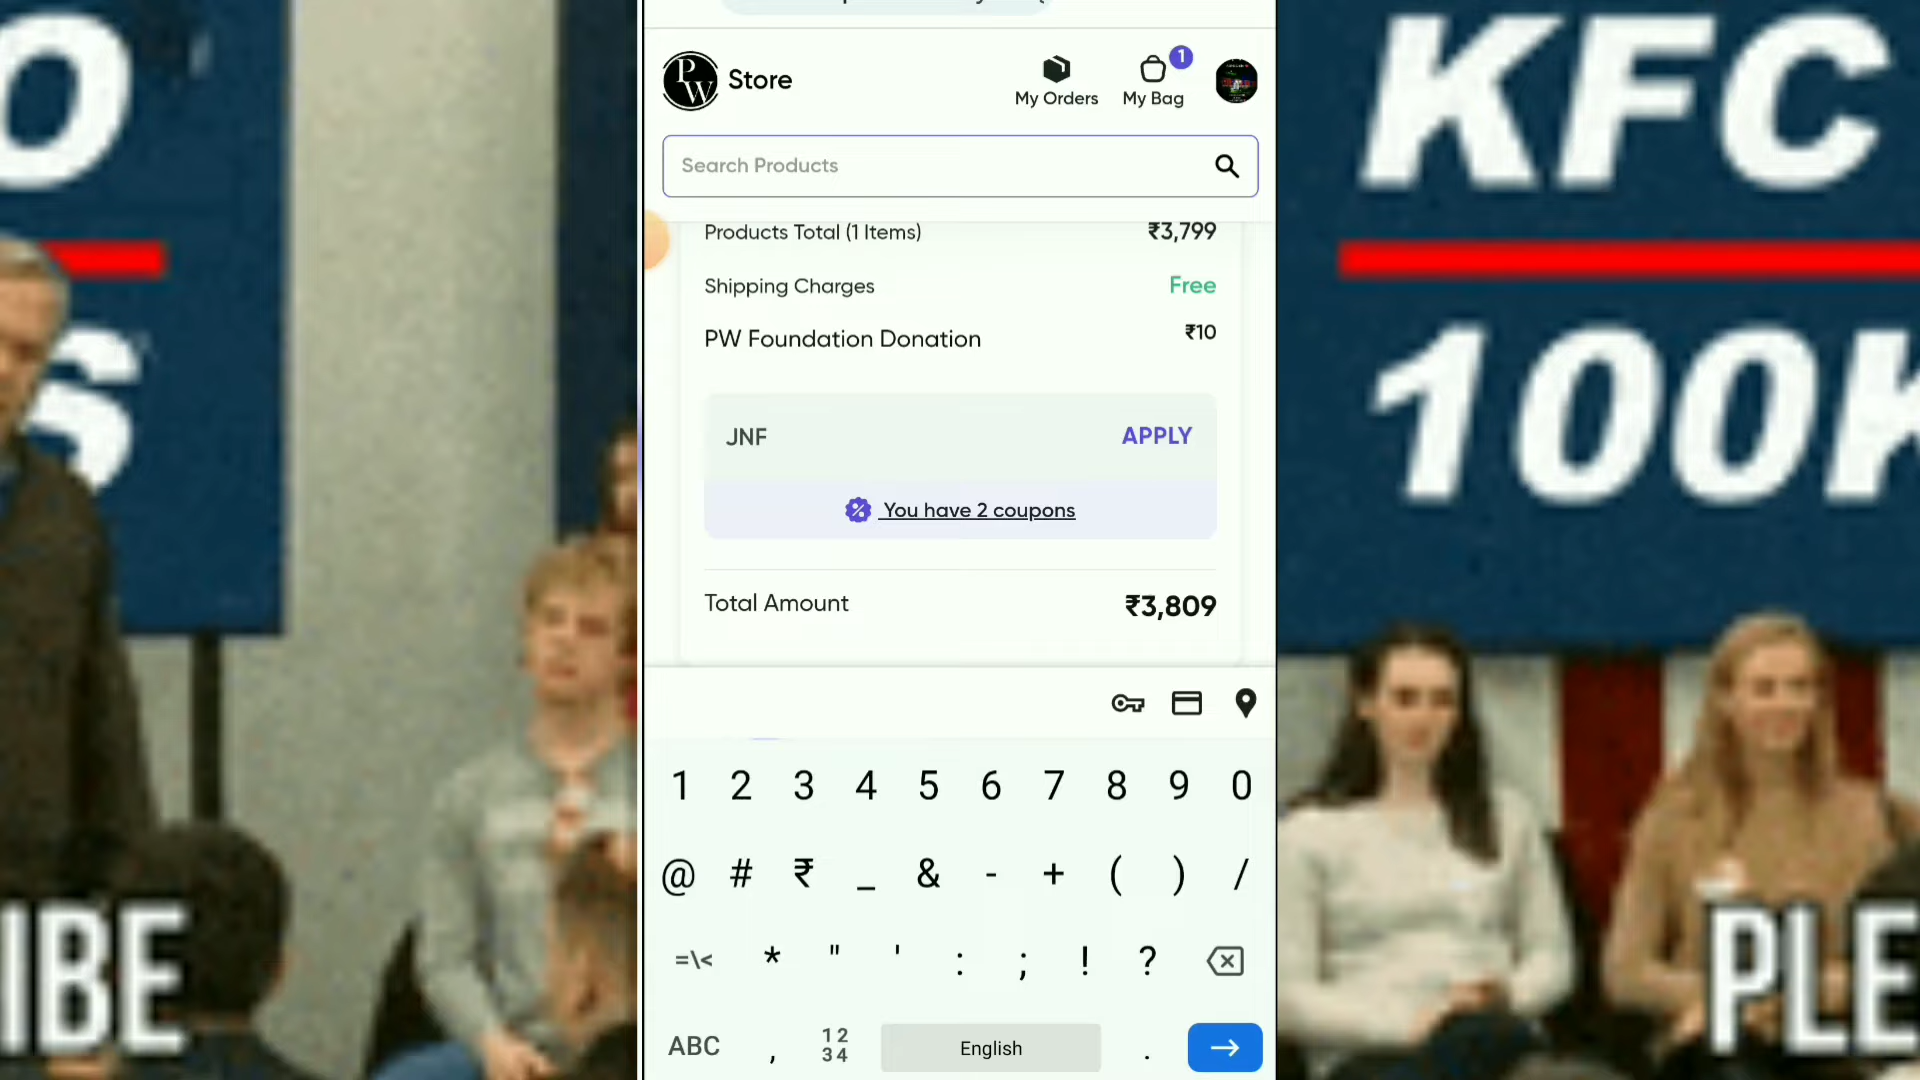 O
S
IBE
PW
Store
My Orders
1
My Bag
Search Products
Products Total (1 Items)
₹3,799
Shipping Charges
Free
PW Foundation Donation
₹10
JNF
APPLY
You have 2 coupons
Total Amount
₹3,809
1 2 3 4 5 6 7 8 9 0
@ # ₹ _ & - + ( ) /
=\< * " ' : ; ! ?
ABC , 12 34 English .
KFC
100K
PLE